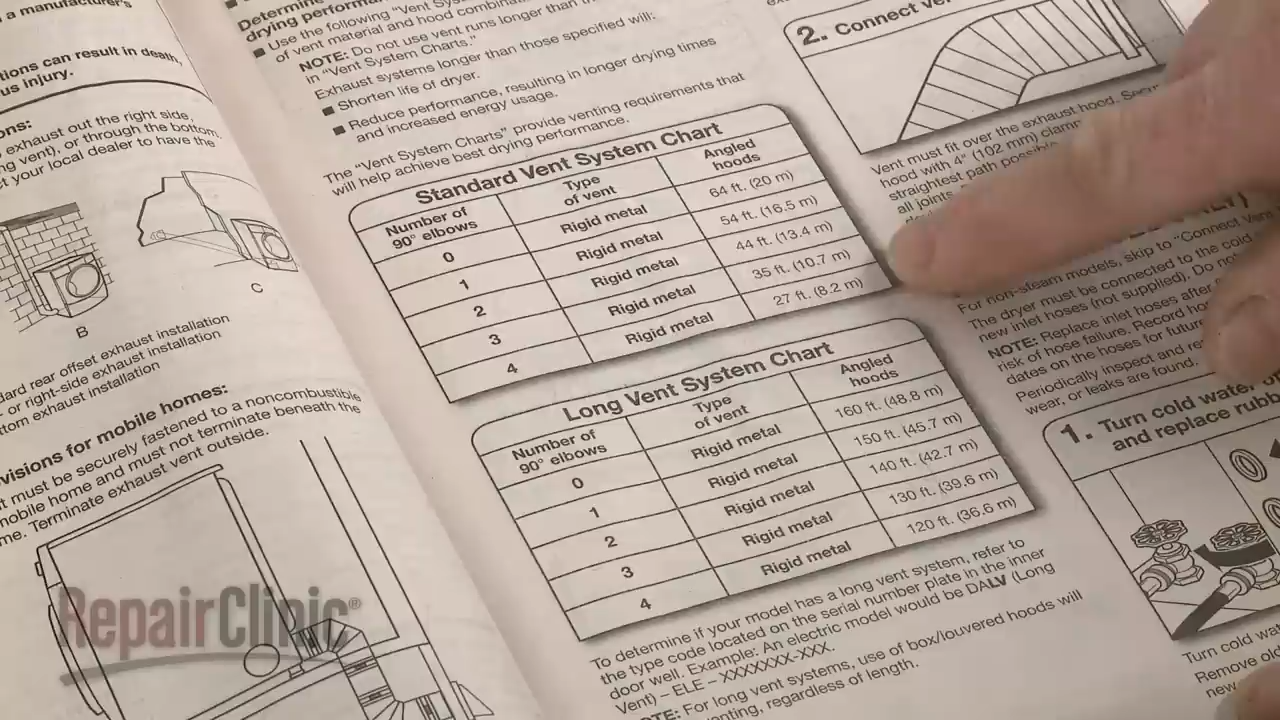 a manufacturer's
tions can result in death,
us injury.
ons:
exhaust out the right side,
ng vent), or through the bottom.
t your local dealer to have the
B
C
dard rear offset exhaust installation
- or right-side exhaust installation
tom exhaust installation
visions for mobile homes:
t must be securely fastened to a noncombustible
mobile home and must not terminate beneath the
me. Terminate exhaust vent outside.
RepairClinic®
Determine
drying performan
■ Use the following "Vent Sys
of vent material and hood combinat
NOTE: Do not use vent runs longer than
in "Vent System Charts."
Exhaust systems longer than those specified will:
■ Shorten life of dryer.
■ Reduce performance, resulting in longer drying times
and increased energy usage.
The "Vent System Charts" provide venting requirements that
will help achieve best drying performance.
Standard Vent System Chart
Number of
90° elbows
Type
of vent
Angled
hoods
0 Rigid metal 64 ft. (20 m)
1 Rigid metal 54 ft. (16.5 m)
2 Rigid metal 44 ft. (13.4 m)
3 Rigid metal 35 ft. (10.7 m)
4 Rigid metal 27 ft. (8.2 m)
Long Vent System Chart
Number of
90° elbows
Type
of vent
Angled
hoods
0 Rigid metal 160 ft. (48.8 m)
1 Rigid metal 150 ft. (45.7 m)
2 Rigid metal 140 ft. (42.7 m)
3 Rigid metal 130 ft. (39.6 m)
4 Rigid metal 120 ft. (36.6 m)
To determine if your model has a long vent system, refer to
the type code located on the serial number plate in the inner
door well. Example: An electric model would be DALV (Long
Vent) – ELE – XXXXXXX-XXX.
OTE: For long vent systems, use of box/louvered hoods will
venting, regardless of length.
2. Connect ve
Vent must fit over the exhaust hood. Secu
hood with 4" (102 mm) clamp
straightest path possible
all joints.
For non-steam models, skip to "Connect Vent
The dryer must be connected to the cold
new inlet hoses (not supplied). Do not
NOTE: Replace inlet hoses after
risk of hose failure. Record ho
dates on the hoses for future
Periodically inspect and re
wear, or leaks are found.
1. Turn cold water o
and replace rubb
Turn cold wa
Remove old
new